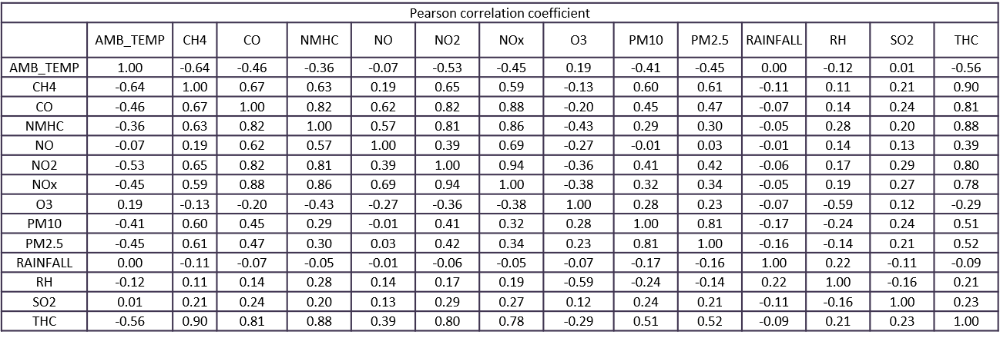 Pearson correlation coefficient
AMB_TEMP CH4 CO NMHC NO NO2 NOx O3 PM10 PM2.5 RAINFALL RH SO2 THC
AMB_TEMP 1.00 -0.64 -0.46 -0.36 -0.07 -0.53 -0.45 0.19 -0.41 -0.45 0.00 -0.12 0.01 -0.56
CH4 -0.64 1.00 0.67 0.63 0.19 0.65 0.59 -0.13 0.60 0.61 -0.11 0.11 0.21 0.90
CO -0.46 0.67 1.00 0.82 0.62 0.82 0.88 -0.20 0.45 0.47 -0.07 0.14 0.24 0.81
NMHC -0.36 0.63 0.82 1.00 0.57 0.81 0.86 -0.43 0.29 0.30 -0.05 0.28 0.20 0.88
NO -0.07 0.19 0.62 0.57 1.00 0.39 0.69 -0.27 -0.01 0.03 -0.01 0.14 0.13 0.39
NO2 -0.53 0.65 0.82 0.81 0.39 1.00 0.94 -0.36 0.41 0.42 -0.06 0.17 0.29 0.80
NOx -0.45 0.59 0.88 0.86 0.69 0.94 1.00 -0.38 0.32 0.34 -0.05 0.19 0.27 0.78
O3 0.19 -0.13 -0.20 -0.43 -0.27 -0.36 -0.38 1.00 0.28 0.23 -0.07 -0.59 0.12 -0.29
PM10 -0.41 0.60 0.45 0.29 -0.01 0.41 0.32 0.28 1.00 0.81 -0.17 -0.24 0.24 0.51
PM2.5 -0.45 0.61 0.47 0.30 0.03 0.42 0.34 0.23 0.81 1.00 -0.16 -0.14 0.21 0.52
RAINFALL 0.00 -0.11 -0.07 -0.05 -0.01 -0.06 -0.05 -0.07 -0.17 -0.16 1.00 0.22 -0.11 -0.09
RH -0.12 0.11 0.14 0.28 0.14 0.17 0.19 -0.59 -0.24 -0.14 0.22 1.00 -0.16 0.21
SO2 0.01 0.21 0.24 0.20 0.13 0.29 0.27 0.12 0.24 0.21 -0.11 -0.16 1.00 0.23
THC -0.56 0.90 0.81 0.88 0.39 0.80 0.78 -0.29 0.51 0.52 -0.09 0.21 0.23 1.00